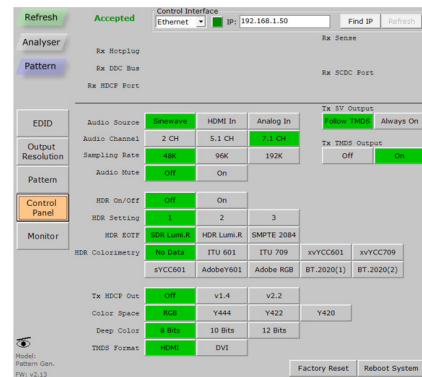 Refresh
Accepted
Control Interface
Ethernet IP: 192.168.1.50 Find IP Refresh
Analyser
Rx Hotplug
Rx Sense
Pattern
Rx DDC Bus
Rx SCDC Port
Rx HDCP Port
Tx 5V Output
EDID
Audio Source Sinewave HDMI In Analog In
Follow TMDS Always On
Audio Channel 2 CH 5.1 CH 7.1 CH
Tx TMDS Output
Output Resolution
Sampling Rate 48K 96K 192K
Off On
Pattern
Audio Mute Off On
Control Panel
HDR On/Off Off On
HDR Setting 1 2 3
Monitor
HDR EOTF SDR Lumi.R HDR Lumi.R SMPTE 2084
HDR Colorimetry No Data ITU 601 ITU 709 xvYCC601 xvYCC709
sYCC601 AdobeY601 Adobe RGB BT.2020(1) BT.2020(2)
Tx HDCP Out Off v1.4 v2.2
Color Space RGB Y444 Y422 Y420
Deep Color 8 Bits 10 Bits 12 Bits
TMDS Format HDMI DVI
Model:
Pattern Gen.
FW: v2.13
Factory Reset Reboot System